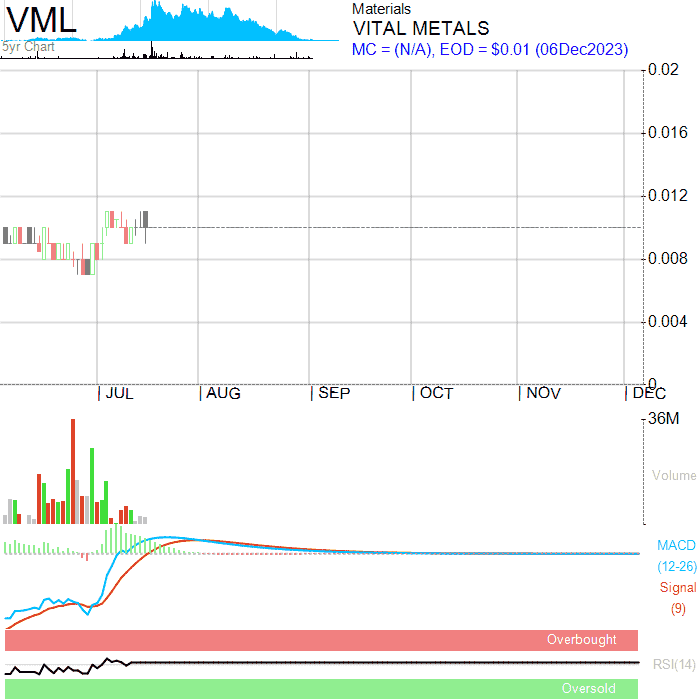 VML
5yr Chart
Materials
VITAL METALS
MC = (N/A), EOD = $0.01 (06Dec2023)
0.02
0.016
0.012
0.008
0.004
0
| JUL | AUG | SEP | OCT | NOV | DEC
36M
Volume
MACD
(12-26)
Signal
(9)
Overbought
RSI(14)
Oversold